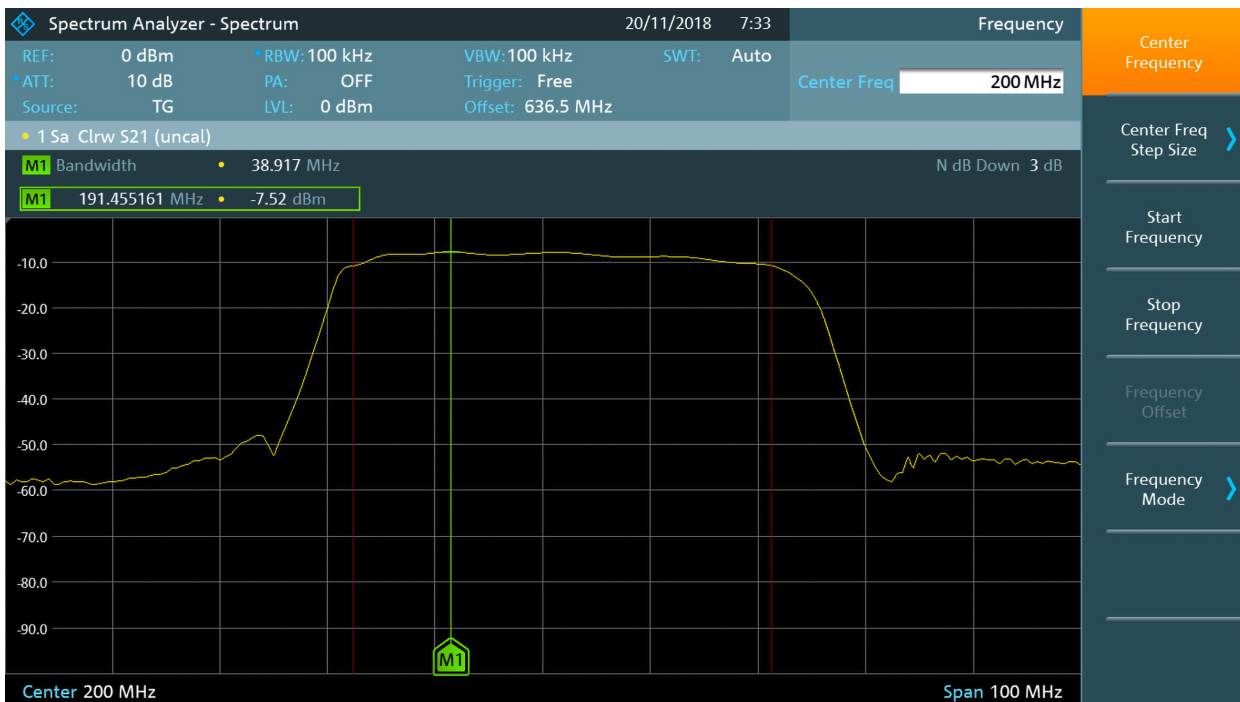 Spectrum Analyzer - Spectrum 20/11/2018 7:33 Frequency
REF: 0 dBm RBW: 100 kHz VBW: 100 kHz SWT: Auto
ATT: 10 dB PA: OFF Trigger: Free
Source: TG LVL: 0 dBm Offset: 636.5 MHz
Center Freq 200 MHz
1 Sa Clrw S21 (uncal)
M1 Bandwidth 38.917 MHz N dB Down 3 dB
M1 191.455161 MHz -7.52 dBm
-10.0
-20.0
-30.0
-40.0
-50.0
-60.0
-70.0
-80.0
-90.0
M1
Center 200 MHz Span 100 MHz
Center
Frequency
Center Freq
Step Size
Start
Frequency
Stop
Frequency
Frequency
Offset
Frequency
Mode